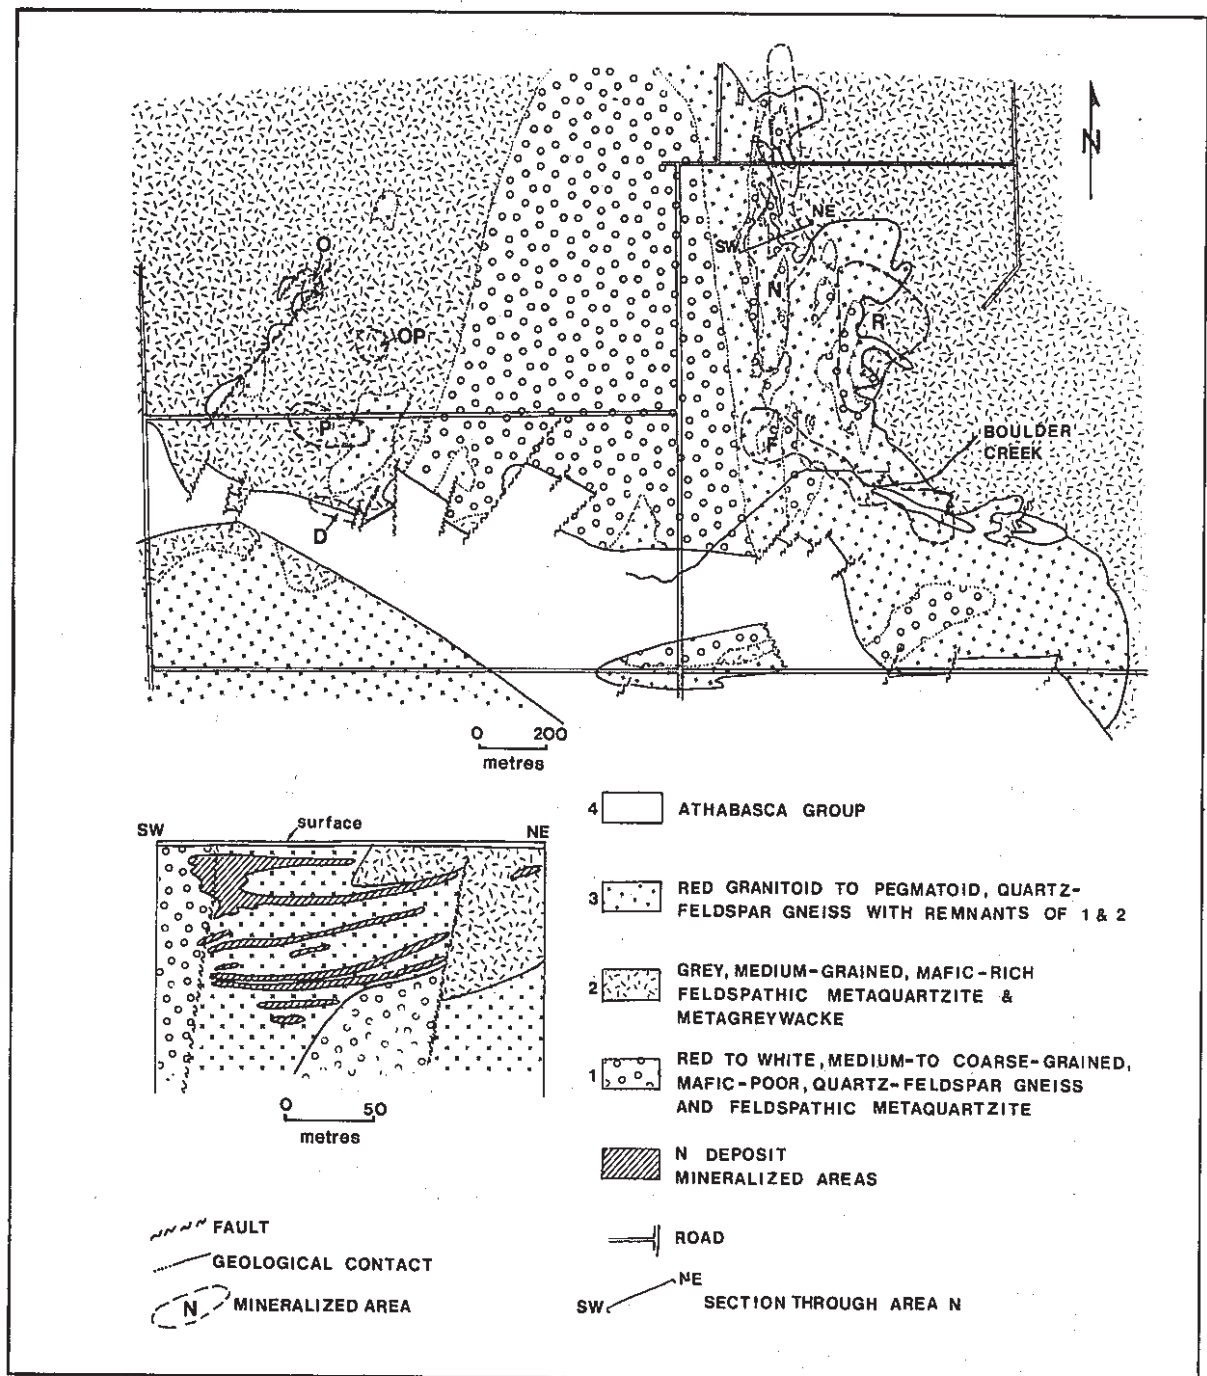 N
O
NE
SW
N
R
OP
P
BOULDER
CREEK
D
0 200
metres
SW
surface
NE
0 50
metres
4 ATHABASCA GROUP
3 RED GRANITOID TO PEGMATOID, QUARTZ-
FELDSPAR GNEISS WITH REMNANTS OF 1 & 2
2 GREY, MEDIUM-GRAINED, MAFIC-RICH
FELDSPATHIC METAQUARTZITE &
METAGREYWACKE
1 RED TO WHITE, MEDIUM-TO COARSE-GRAINED,
MAFIC-POOR, QUARTZ-FELDSPAR GNEISS
AND FELDSPATHIC METAQUARTZITE
N DEPOSIT
MINERALIZED AREAS
FAULT
GEOLOGICAL CONTACT
N MINERALIZED AREA
ROAD
NE
SW SECTION THROUGH AREA N